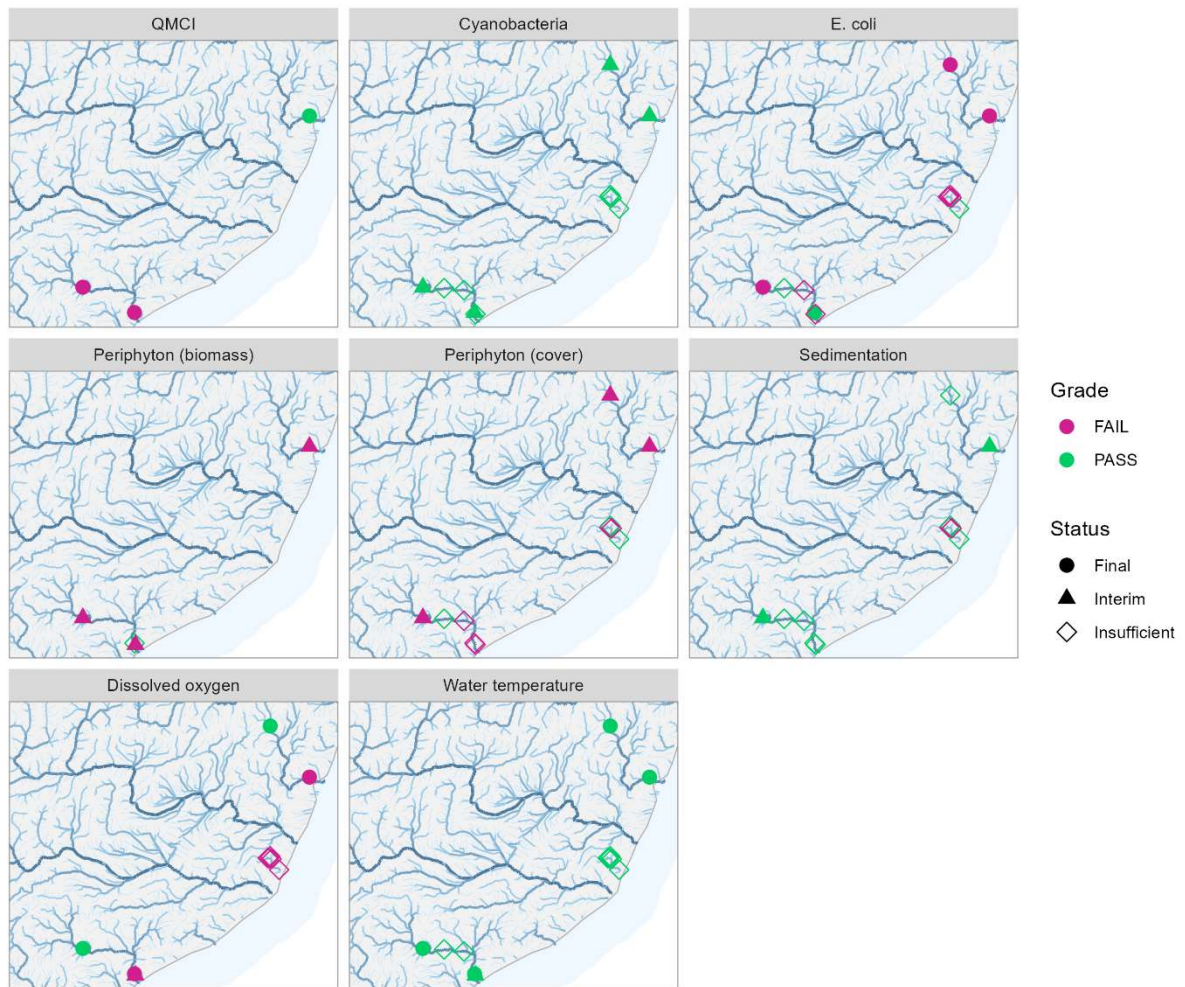 QMCI
Cyanobacteria
E. coli
Periphyton (biomass)
Periphyton (cover)
Sedimentation
Grade
FAIL
PASS
Status
Final
Interim
Insufficient
Dissolved oxygen
Water temperature